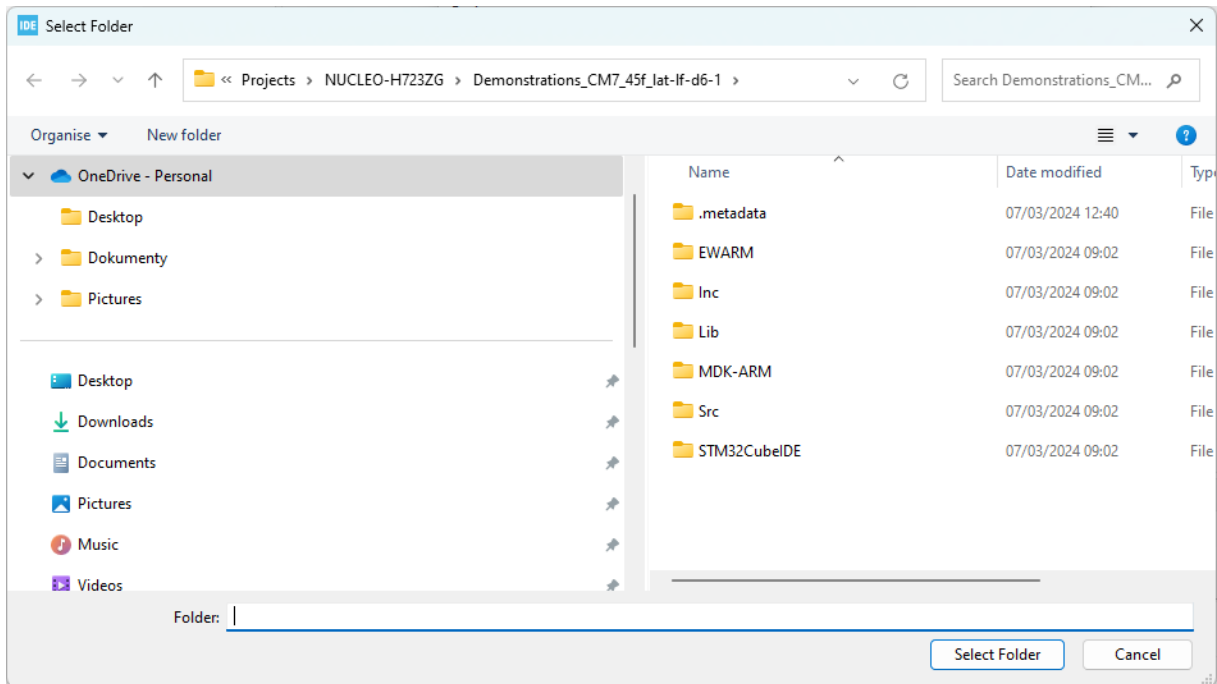 IDE Select Folder
« Projects > NUCLEO-H723ZG > Demonstrations_CM7_45f_lat-lf-d6-1 >
Search Demonstrations_CM...
Organise New folder
?
OneDrive - Personal
Desktop
Dokumenty
Pictures
Desktop
Downloads
Documents
Pictures
Music
Videos
Name Date modified Type
.metadata 07/03/2024 12:40 File
EWARM 07/03/2024 09:02 File
Inc 07/03/2024 09:02 File
Lib 07/03/2024 09:02 File
MDK-ARM 07/03/2024 09:02 File
Src 07/03/2024 09:02 File
STM32CubeIDE 07/03/2024 09:02 File
Folder:
Select Folder Cancel